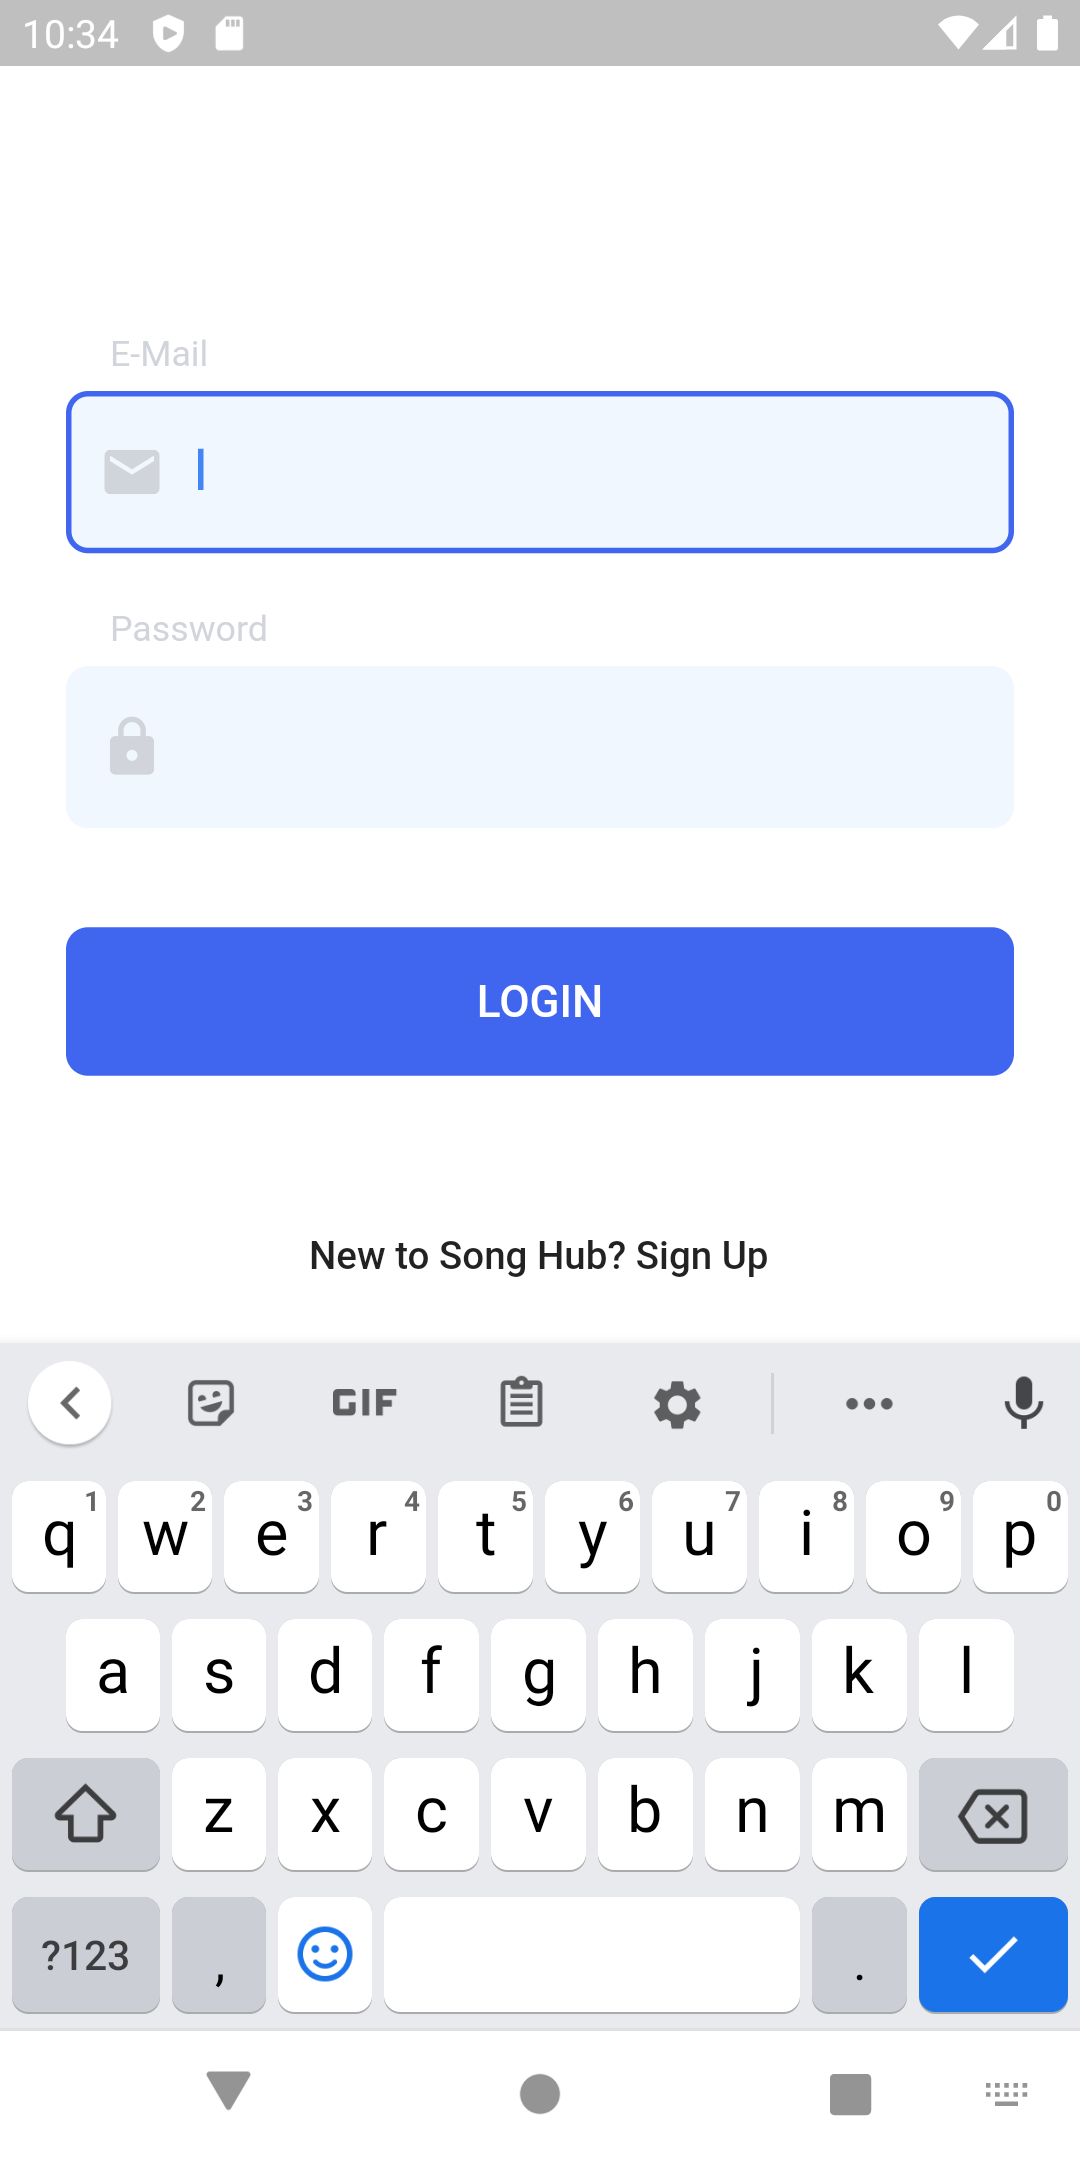 10:34
E-Mail
Password
LOGIN
New to Song Hub? Sign Up
GIF
q 1 w 2 e 3 r 4 t 5 y 6 u 7 i 8 o 9 p 0
a s d f g h j k l
z x c v b n m
?123 , .